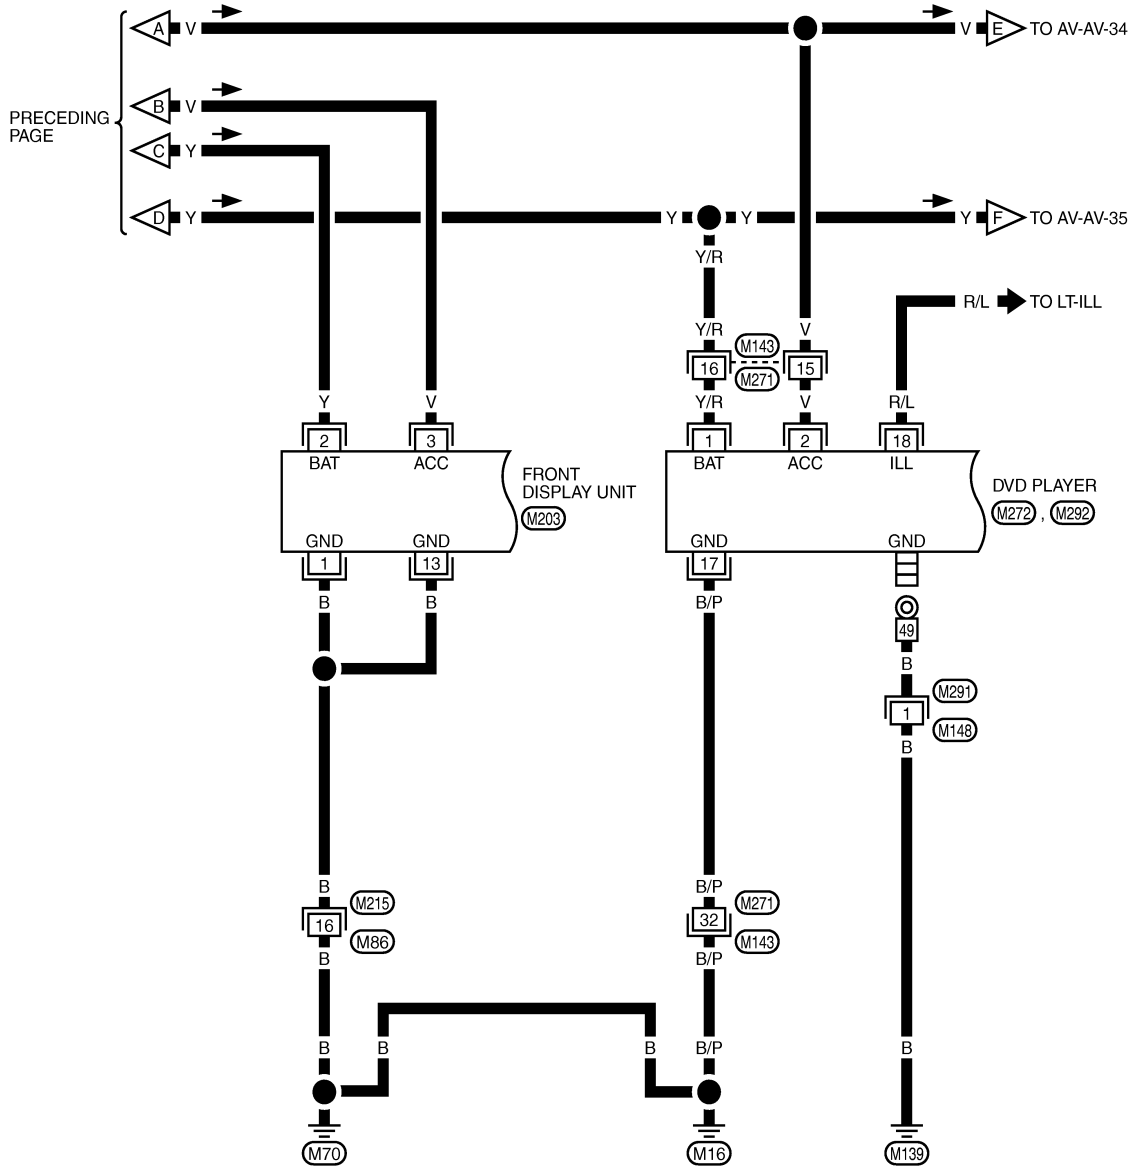 A V V E TO AV-AV-34
B V
PRECEDING
PAGE
C Y
D Y Y Y Y F TO AV-AV-35
Y/R
R/L TO LT-ILL
Y/R V
M143
16 15
M271
Y V Y/R V R/L
2 3 1 2 18
BAT ACC BAT ACC ILL
FRONT
DISPLAY UNIT
M203
DVD PLAYER
M272 , M292
GND GND GND GND
1 13 17
B B B/P
49
B
M291
1
M148
B
B B/P
M215 M271
16 32
M86 M143
B B/P
B B B B/P B
M70 M16 M139